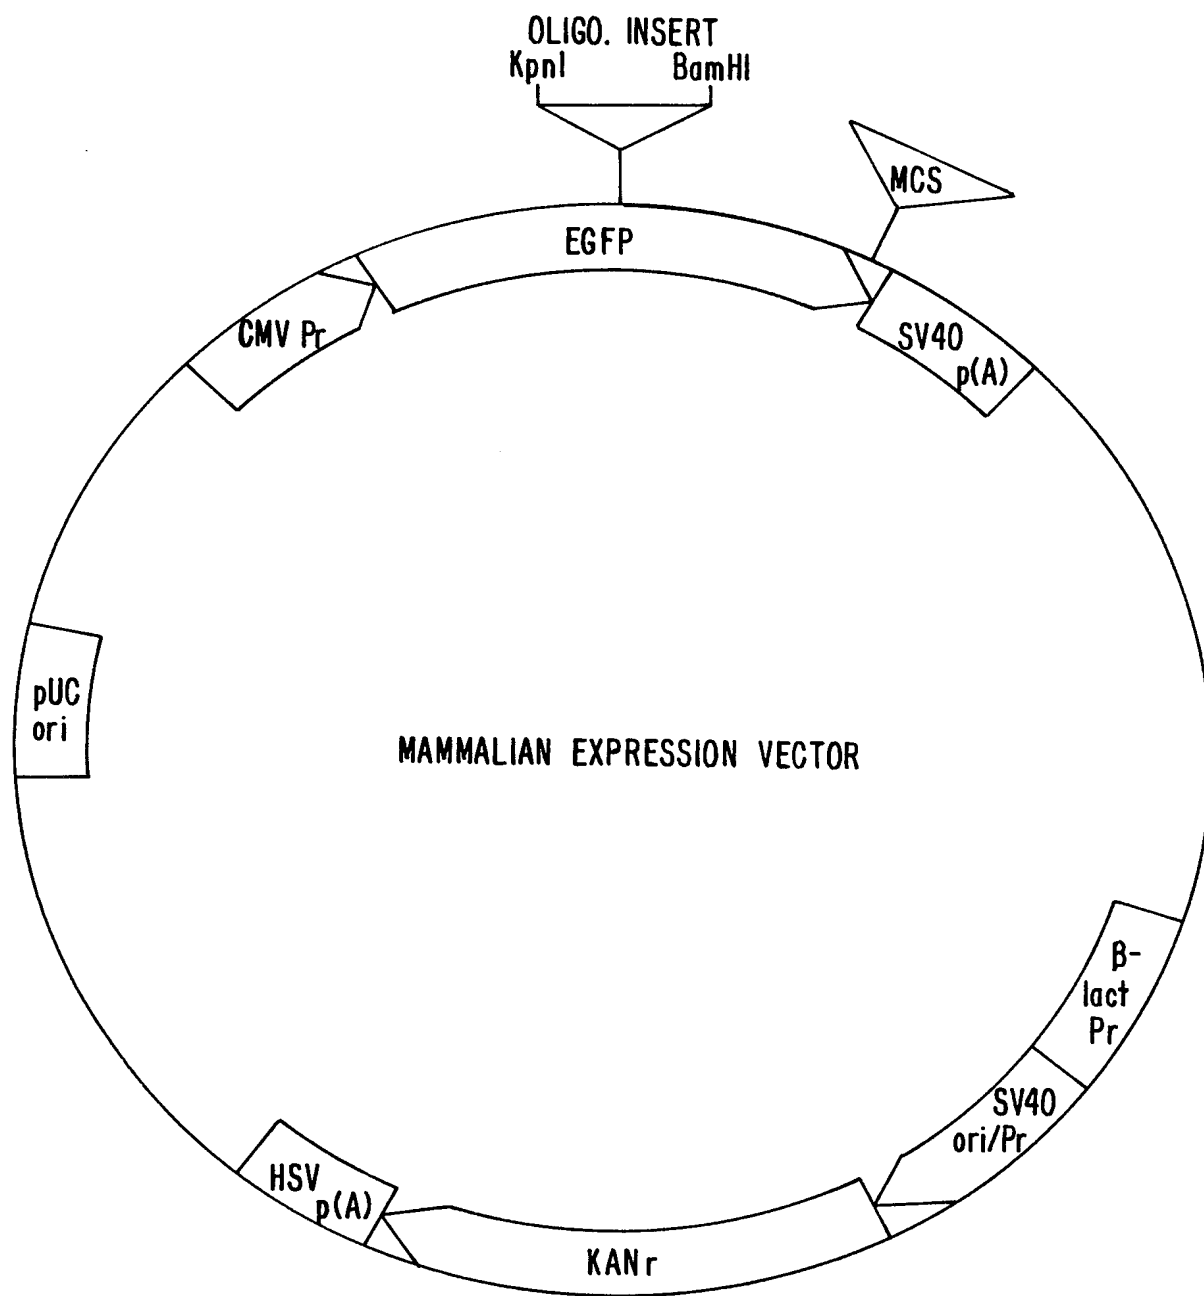 OLIGO. INSERT
KpnI BamHI
MCS
EGFP
CMV Pr
SV40
p(A)
pUC
ori
MAMMALIAN EXPRESSION VECTOR
β-
lact
Pr
SV40
ori/Pr
HSV
p(A)
KANr